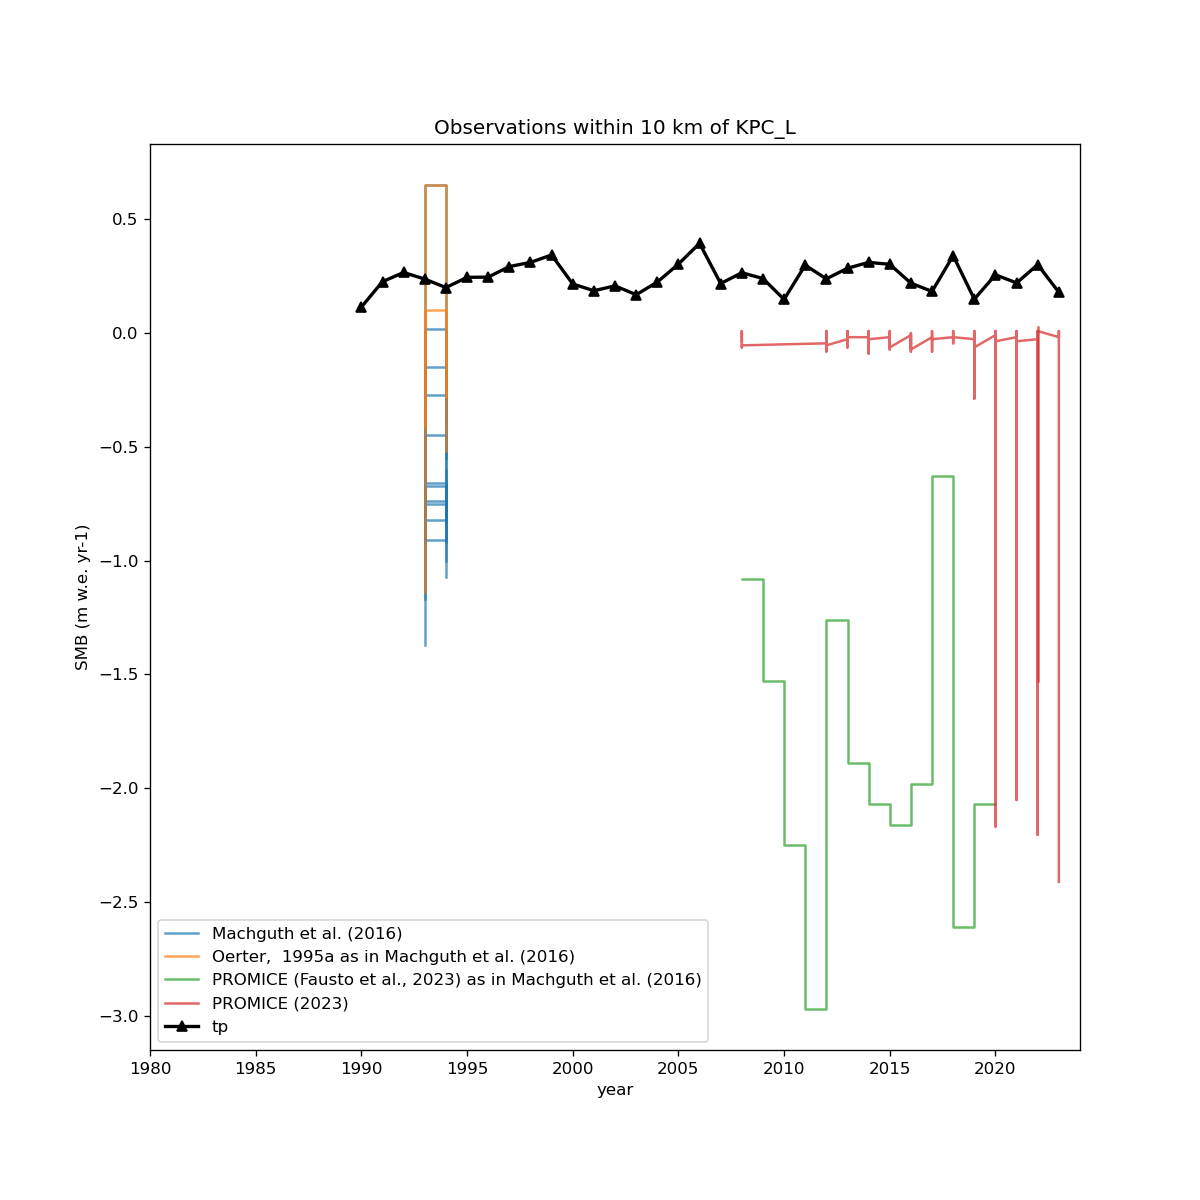 Observations within 10 km of KPC_L
0.5
0.0
−0.5
−1.0
−1.5
−2.0
−2.5
−3.0
SMB (m w.e. yr-1)
Machguth et al. (2016)
Oerter,  1995a as in Machguth et al. (2016)
PROMICE (Fausto et al., 2023) as in Machguth et al. (2016)
PROMICE (2023)
tp
1980 1985 1990 1995 2000 2005 2010 2015 2020
year